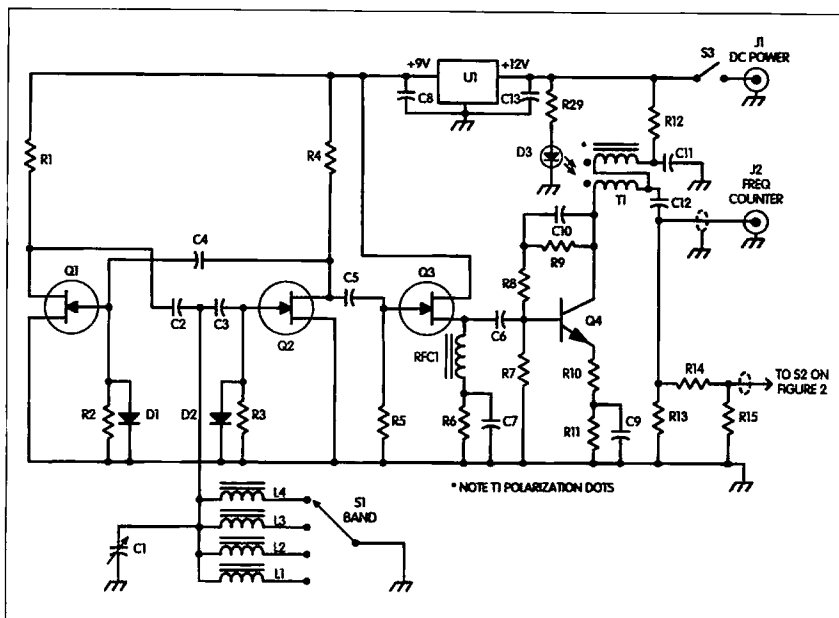 J1
DC POWER
S3
+9V
U1
+12V
C8
C13
R29
R12
R1
R4
D3
*
C11
J2
FREQ
COUNTER
T1
C12
C10
C4
R9
R8
Q1
C5
Q3
C2
C3
Q2
C6
Q4
RFC1
R7
R10
R14
TO S2 ON
FIGURE 2
R2
D1
D2
R3
R5
R6
C7
R11
C9
R13
R15
* NOTE T1 POLARIZATION DOTS
L4
S1
BAND
L3
C1
L2
L1